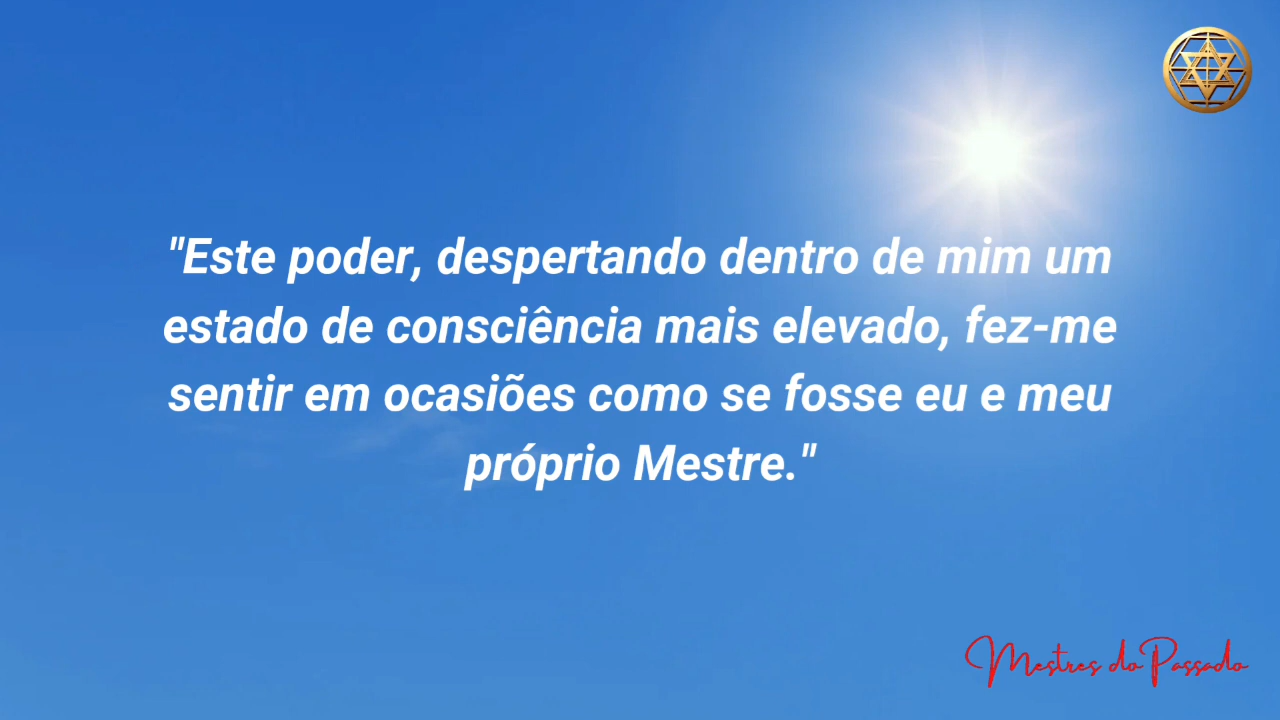 "Este poder, despertando dentro de mim um
estado de consciência mais elevado, fez-me
sentir em ocasiões como se fosse eu e meu
próprio Mestre."
Mestres do Passado